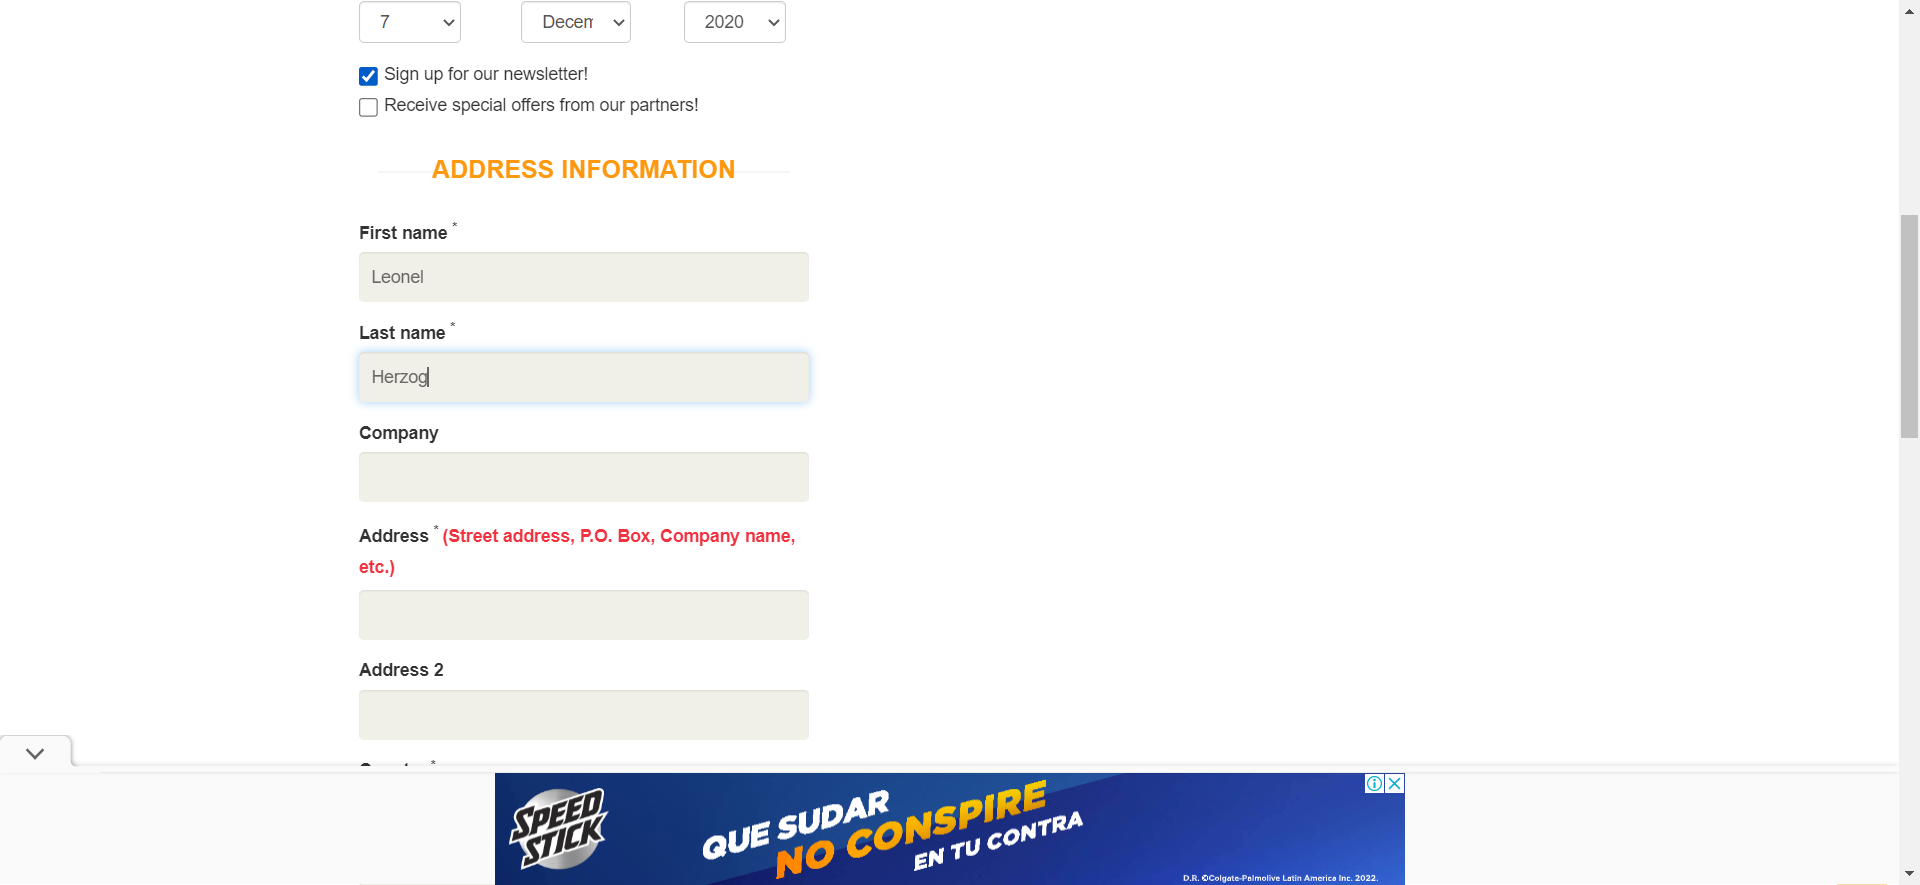 7 Decem 2020
Sign up for our newsletter!
Receive special offers from our partners!
ADDRESS INFORMATION
First name *
Leonel
Last name *
Herzog
Company
Address * (Street address, P.O. Box, Company name,
etc.)
Address 2
SPEED
STICK
QUE SUDAR
NO CONSPIRE
EN TU CONTRA
D.R. ©Colgate-Palmolive Latin America Inc. 2022.